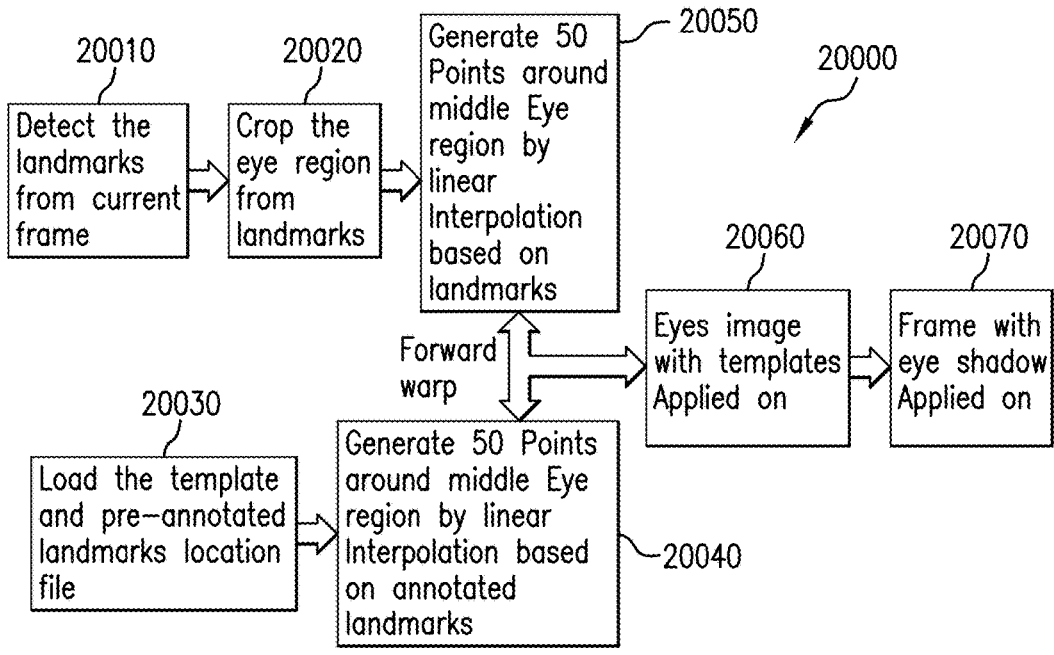 20010
Detect the
landmarks
from current
frame
20020
Crop the
eye region
from
landmarks
20050
Generate 50
Points around
middle Eye
region by
linear
Interpolation
based on
landmarks
20000
Forward
warp
20060
Eyes image
with templates
Applied on
20070
Frame with
eye shadow
Applied on
20030
Load the template
and pre-annotated
landmarks location
file
Generate 50 Points
around middle Eye
region by linear
Interpolation based
on annotated
landmarks
20040